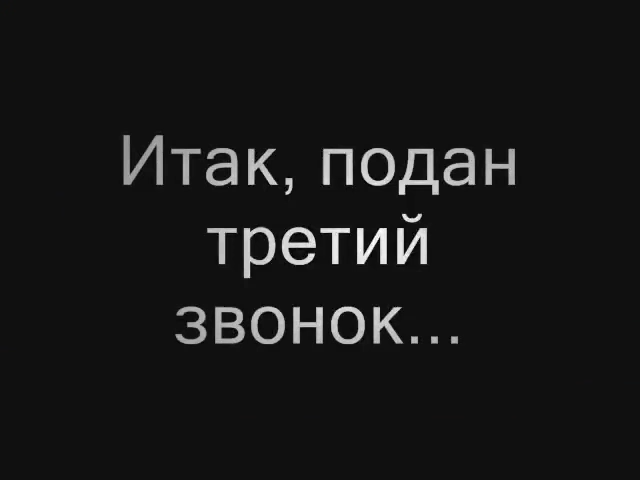 Итак, подан
третий
звонок...